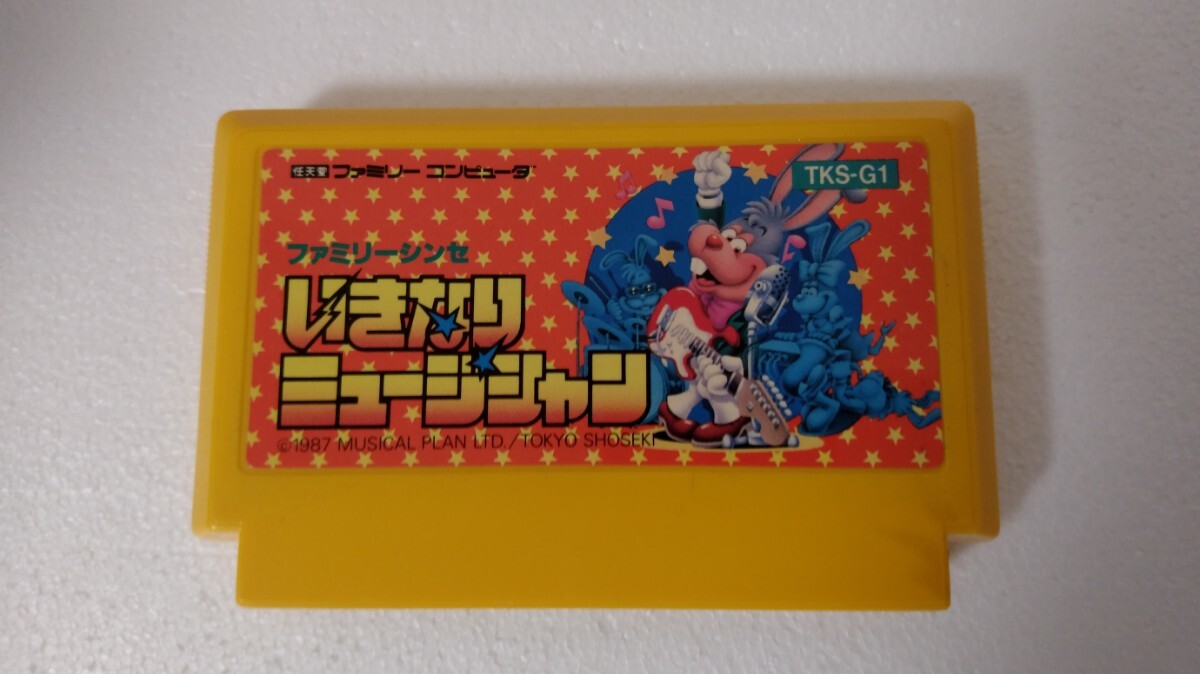 任天堂 ファミリー コンピュータ™
TKS-G1
ファミリーシンセ
いきなり
ミュージシャン
©1987 MUSICAL PLAN LTD./TOKYO SHOSEKI